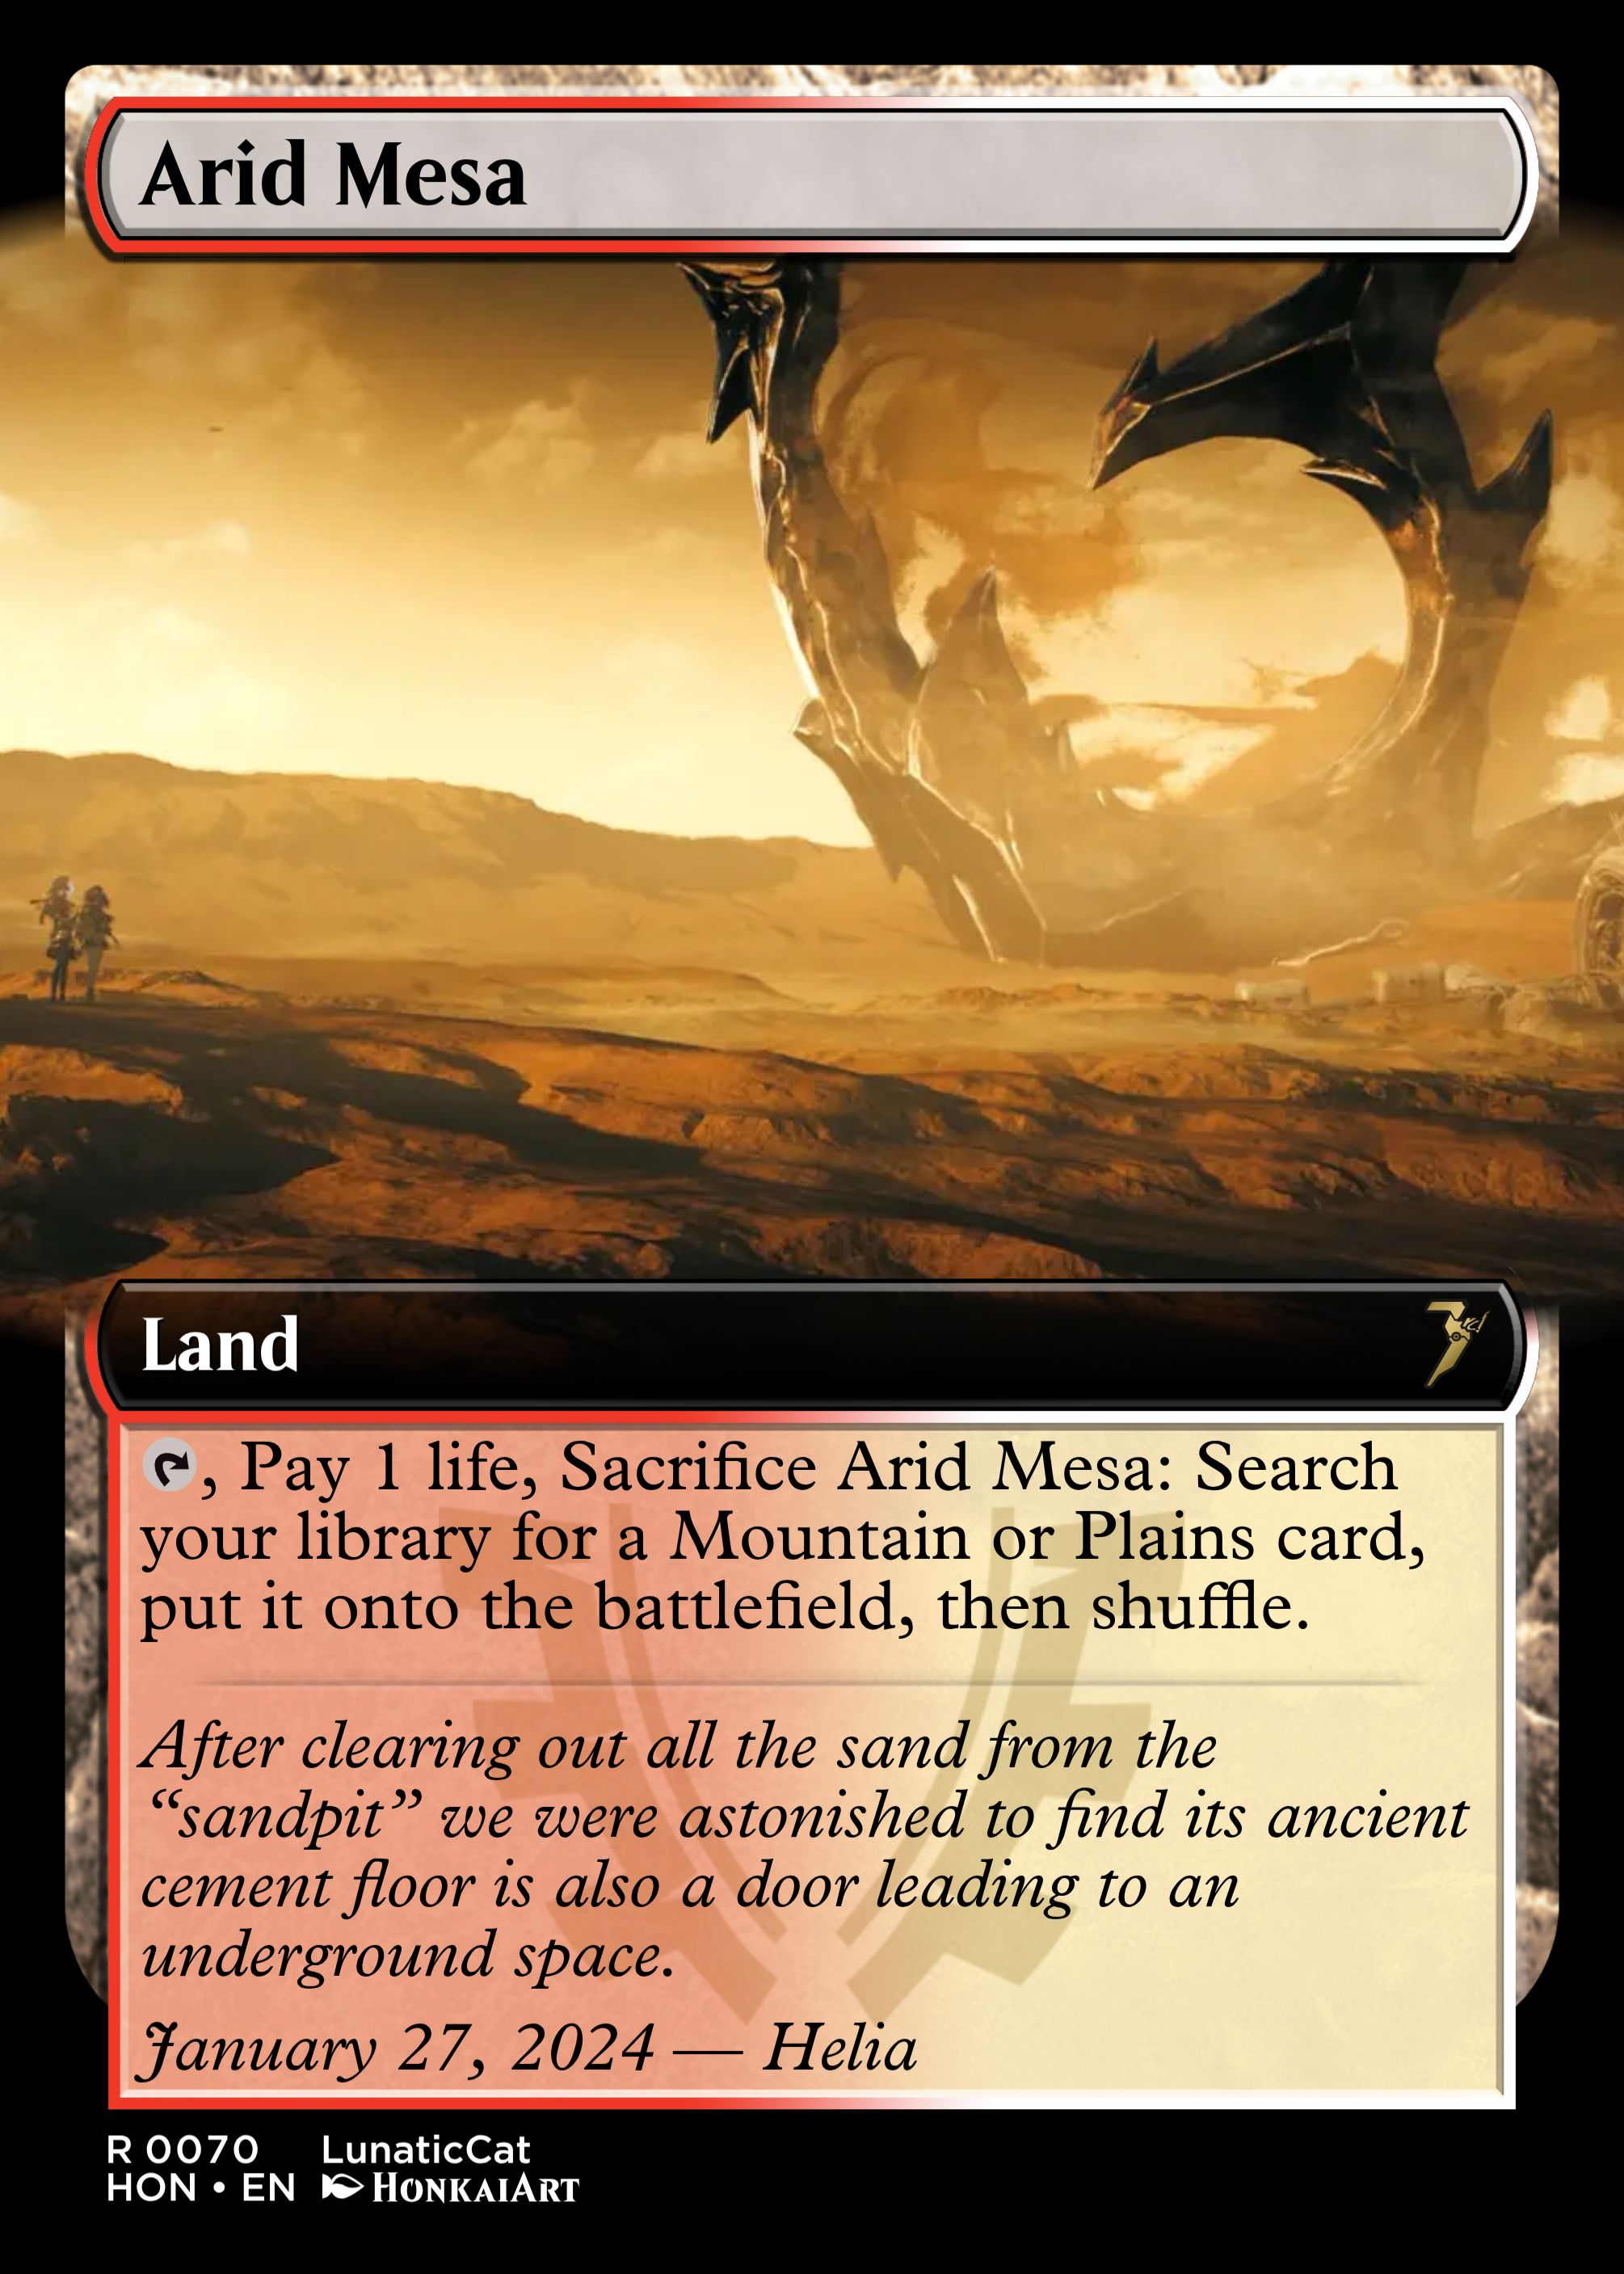 Arid Mesa
Land
, Pay 1 life, Sacrifice Arid Mesa: Search
your library for a Mountain or Plains card,
put it onto the battlefield, then shuffle.
After clearing out all the sand from the
“sandpit” we were astonished to find its ancient
cement floor is also a door leading to an
underground space.
January 27, 2024 — Helia
R 0070 LunaticCat
HON • EN HonkaiArt